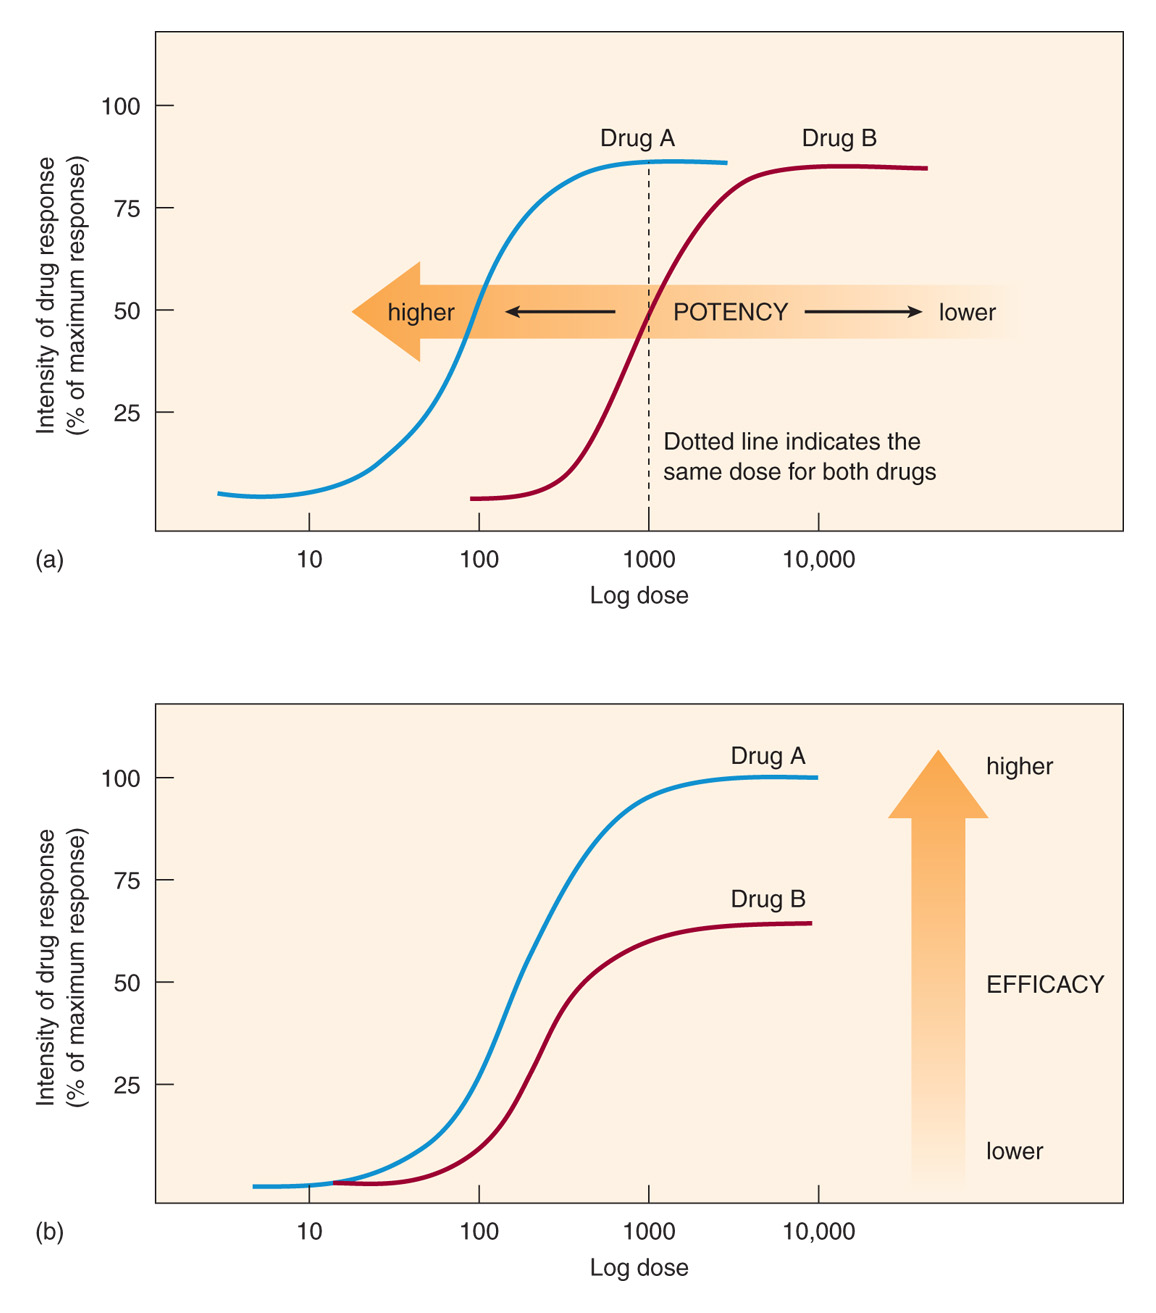 Intensity of drug response
(% of maximum response)
100
75
50
25
Drug A
Drug B
higher
POTENCY
lower
Dotted line indicates the
same dose for both drugs
10
100
1000
10,000
(a)
Log dose
Intensity of drug response
(% of maximum response)
100
75
50
25
Drug A
Drug B
higher
EFFICACY
lower
10
100
1000
10,000
(b)
Log dose